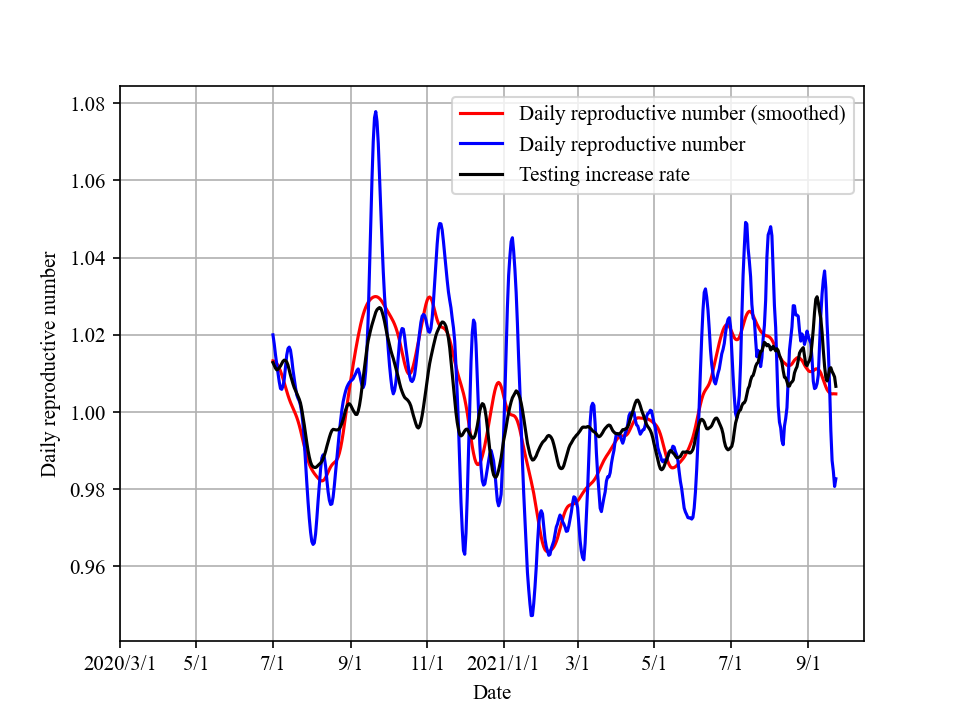 Daily reproductive number (smoothed)
Daily reproductive number
Testing increase rate
Daily reproductive number
1.08
1.06
1.04
1.02
1.00
0.98
0.96
2020/3/1 5/1 7/1 9/1 11/1 2021/1/1 3/1 5/1 7/1 9/1
Date